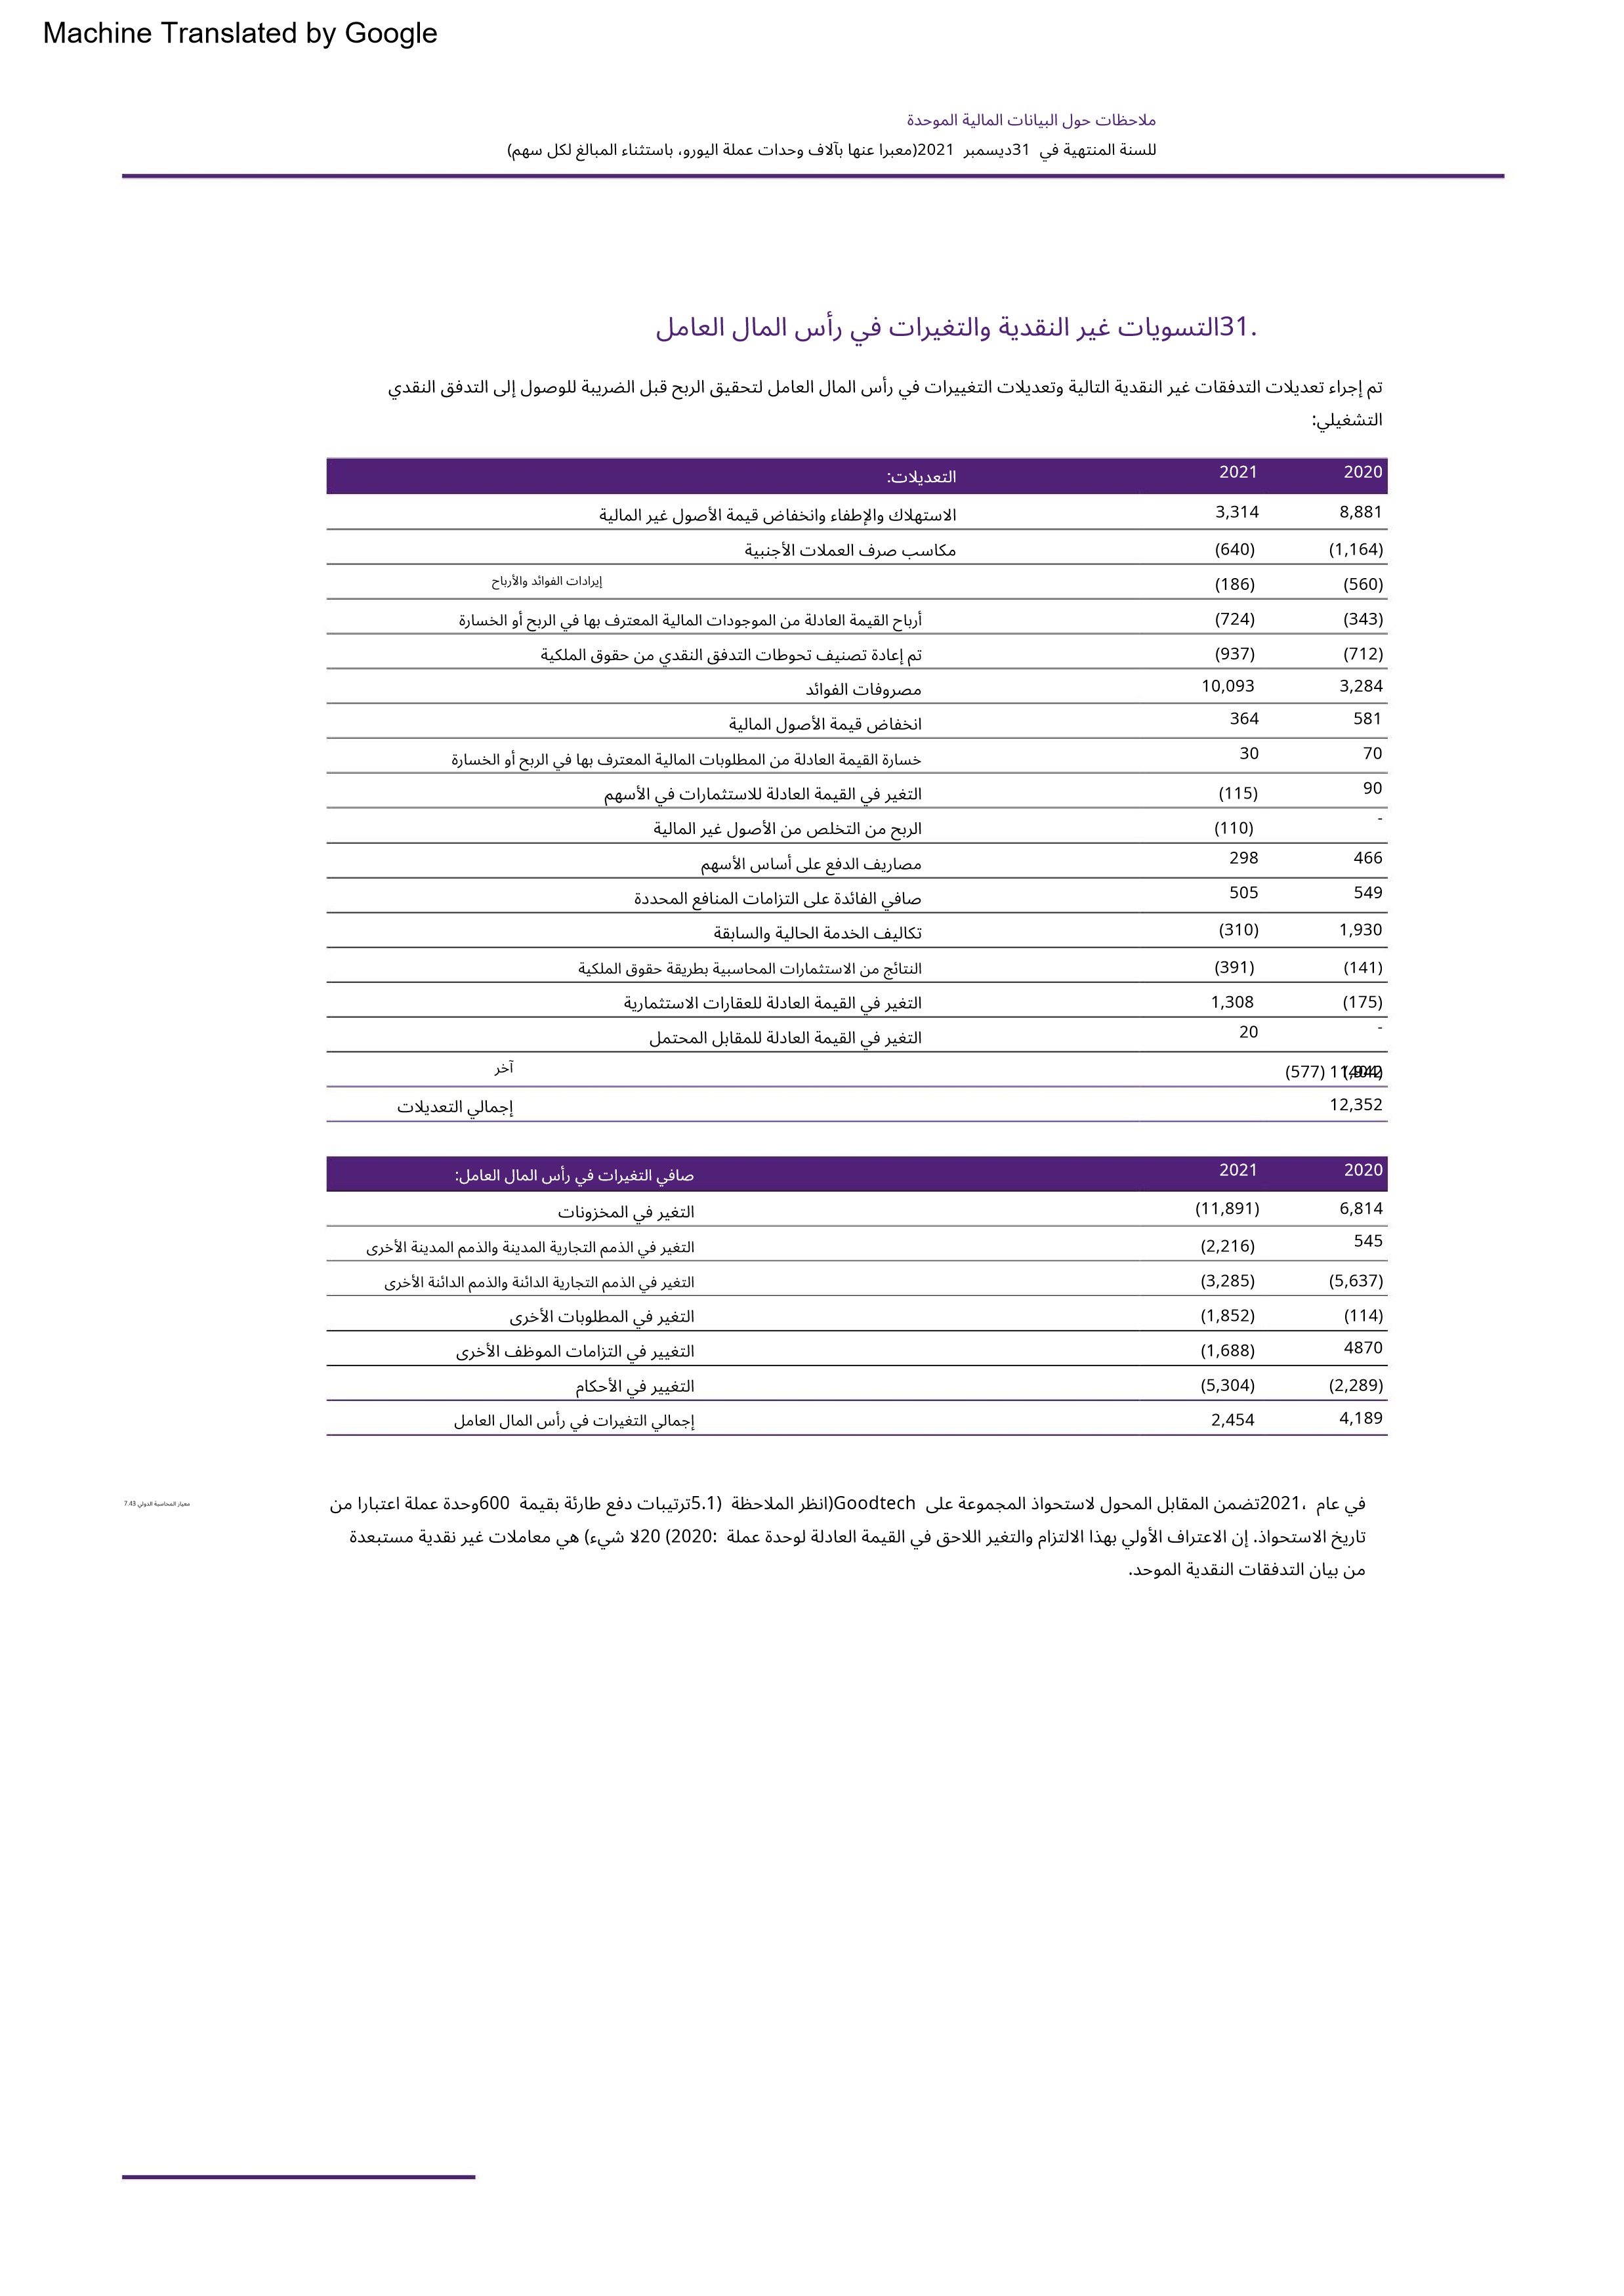 Machine Translated by Google
ملاحظات حول البيانات المالية الموحدة
للسنة المنتهية في 31ديسمبر 2021(معبرا عنها بآلاف وحدات عملة اليورو، باستثناء المبالغ لكل سهم)
.31التسويات غير النقدية والتغيرات في رأس المال العامل
تم إجراء تعديلات التدفقات غير النقدية التالية وتعديلات التغييرات في رأس المال العامل لتحقيق الربح قبل الضريبة للوصول إلى التدفق النقدي
التشغيلي:
التعديلات: 2021 2020
الاستهلاك والإطفاء وانخفاض قيمة الأصول غير المالية 3,314 8,881
مكاسب صرف العملات الأجنبية (640) (1,164)
إيرادات الفوائد والأرباح (186) (560)
أرباح القيمة العادلة من الموجودات المالية المعترف بها في الربح أو الخسارة (724) (343)
تم إعادة تصنيف تحوطات التدفق النقدي من حقوق الملكية (937) (712)
مصروفات الفوائد 10,093 3,284
انخفاض قيمة الأصول المالية 364 581
خسارة القيمة العادلة من المطلوبات المالية المعترف بها في الربح أو الخسارة 30 70
التغير في القيمة العادلة للاستثمارات في الأسهم (115) 90
الربح من التخلص من الأصول غير المالية (110) -
مصاريف الدفع على أساس الأسهم 298 466
صافي الفائدة على التزامات المنافع المحددة 505 549
تكاليف الخدمة الحالية والسابقة (310) 1,930
النتائج من الاستثمارات المحاسبية بطريقة حقوق الملكية (391) (141)
التغير في القيمة العادلة للعقارات الاستثمارية 1,308 (175)
التغير في القيمة العادلة للمقابل المحتمل 20 -
آخر (577)
إجمالي التعديلات 12,352
صافي التغيرات في رأس المال العامل: 2021 2020
التغير في المخزونات (11,891) 6,814
التغير في الذمم التجارية المدينة والذمم المدينة الأخرى (2,216) 545
التغير في الذمم التجارية الدائنة والذمم الدائنة الأخرى (3,285) (5,637)
التغير في المطلوبات الأخرى (1,852) (114)
التغيير في التزامات الموظف الأخرى (1,688) 4870
التغيير في الأحكام (5,304) (2,289)
إجمالي التغيرات في رأس المال العامل 2,454 4,189
معيار المحاسبة الدولي 7.43
في عام ،2021تضمن المقابل المحول لاستحواذ المجموعة على Goodtech(انظر الملاحظة (5.1ترتيبات دفع طارئة بقيمة 600وحدة عملة اعتبارا من
تاريخ الاستحواذ. إن الاعتراف الأولي بهذا الالتزام والتغير اللاحق في القيمة العادلة لوحدة عملة :2020) 20لا شيء) هي معاملات غير نقدية مستبعدة
من بيان التدفقات النقدية الموحد.